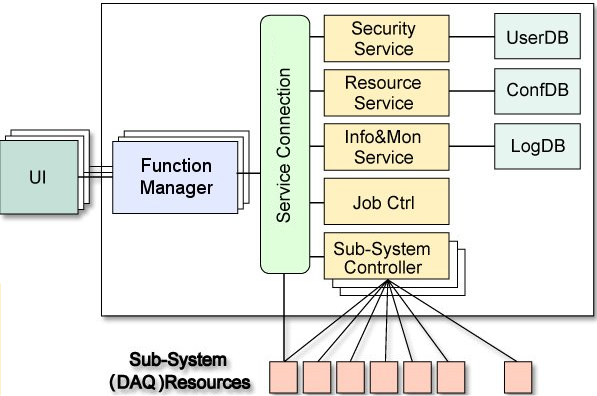 Security
Service
UserDB
Resource
Service
ConfDB
Info&Mon
Service
LogDB
UI
Function
Manager
Service Connection
Job Ctrl
Sub-System
Controller
Sub-System
(DAQ)Resources